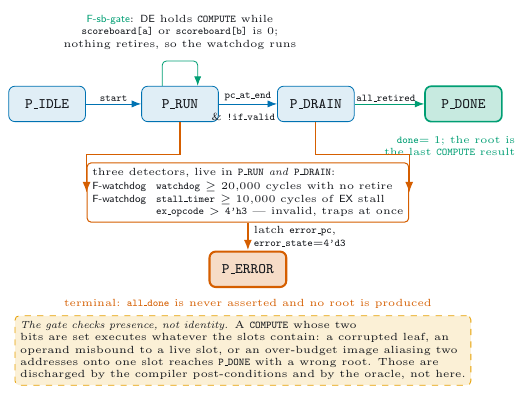 F-sb-gate: DE holds COMPUTE while
scoreboard[a] or scoreboard[b] is 0;
nothing retires, so the watchdog runs
P_IDLE
start
P_RUN
pc_at_end
& !if_valid
P_DRAIN
all_retired
P_DONE
done= 1; the root is
the last COMPUTE result
three detectors, live in P_RUN and P_DRAIN:
F-watchdog watchdog ≥ 20,000 cycles with no retire
F-watchdog stall_timer ≥ 10,000 cycles of EX stall
ex_opcode > 4'h3 — invalid, traps at once
latch error_pc,
error_state=4'd3
P_ERROR
terminal: all_done is never asserted and no root is produced
The gate checks presence, not identity. A COMPUTE whose two
bits are set executes whatever the slots contain: a corrupted leaf, an
operand misbound to a live slot, or an over-budget image aliasing two
addresses onto one slot reaches P_DONE with a wrong root. Those are
discharged by the compiler post-conditions and by the oracle, not here.